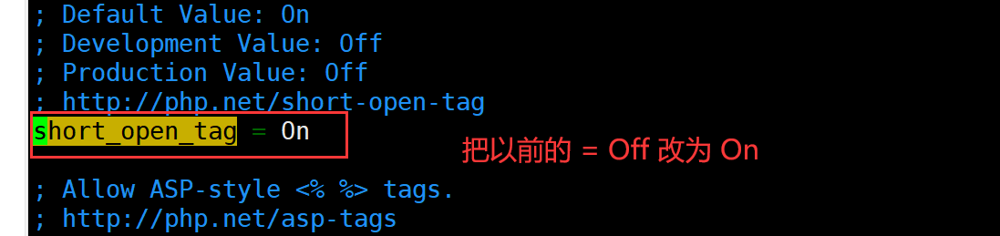 ; Default Value: On
; Development Value: Off
; Production Value: Off
; http://php.net/short-open-tag
short_open_tag = On
把以前的 = Off 改为 On
; Allow ASP-style <% %> tags.
; http://php.net/asp-tags